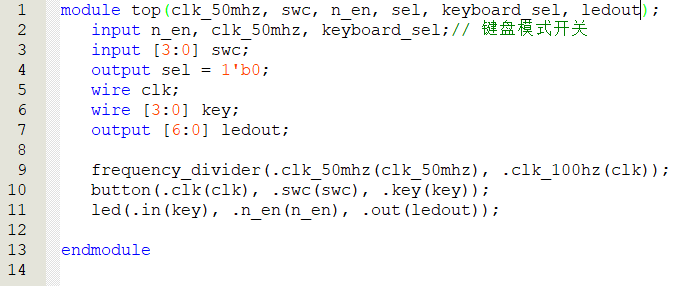 1 module top(clk_50mhz, swc, n_en, sel, keyboard_sel, ledout);
2 input n_en, clk_50mhz, keyboard_sel;// 键盘模式开关
3 input [3:0] swc;
4 output sel = 1'b0;
5 wire clk;
6 wire [3:0] key;
7 output [6:0] ledout;
8
9 frequency_divider(.clk_50mhz(clk_50mhz), .clk_100hz(clk));
10 button(.clk(clk), .swc(swc), .key(key));
11 led(.in(key), .n_en(n_en), .out(ledout));
12
13 endmodule
14